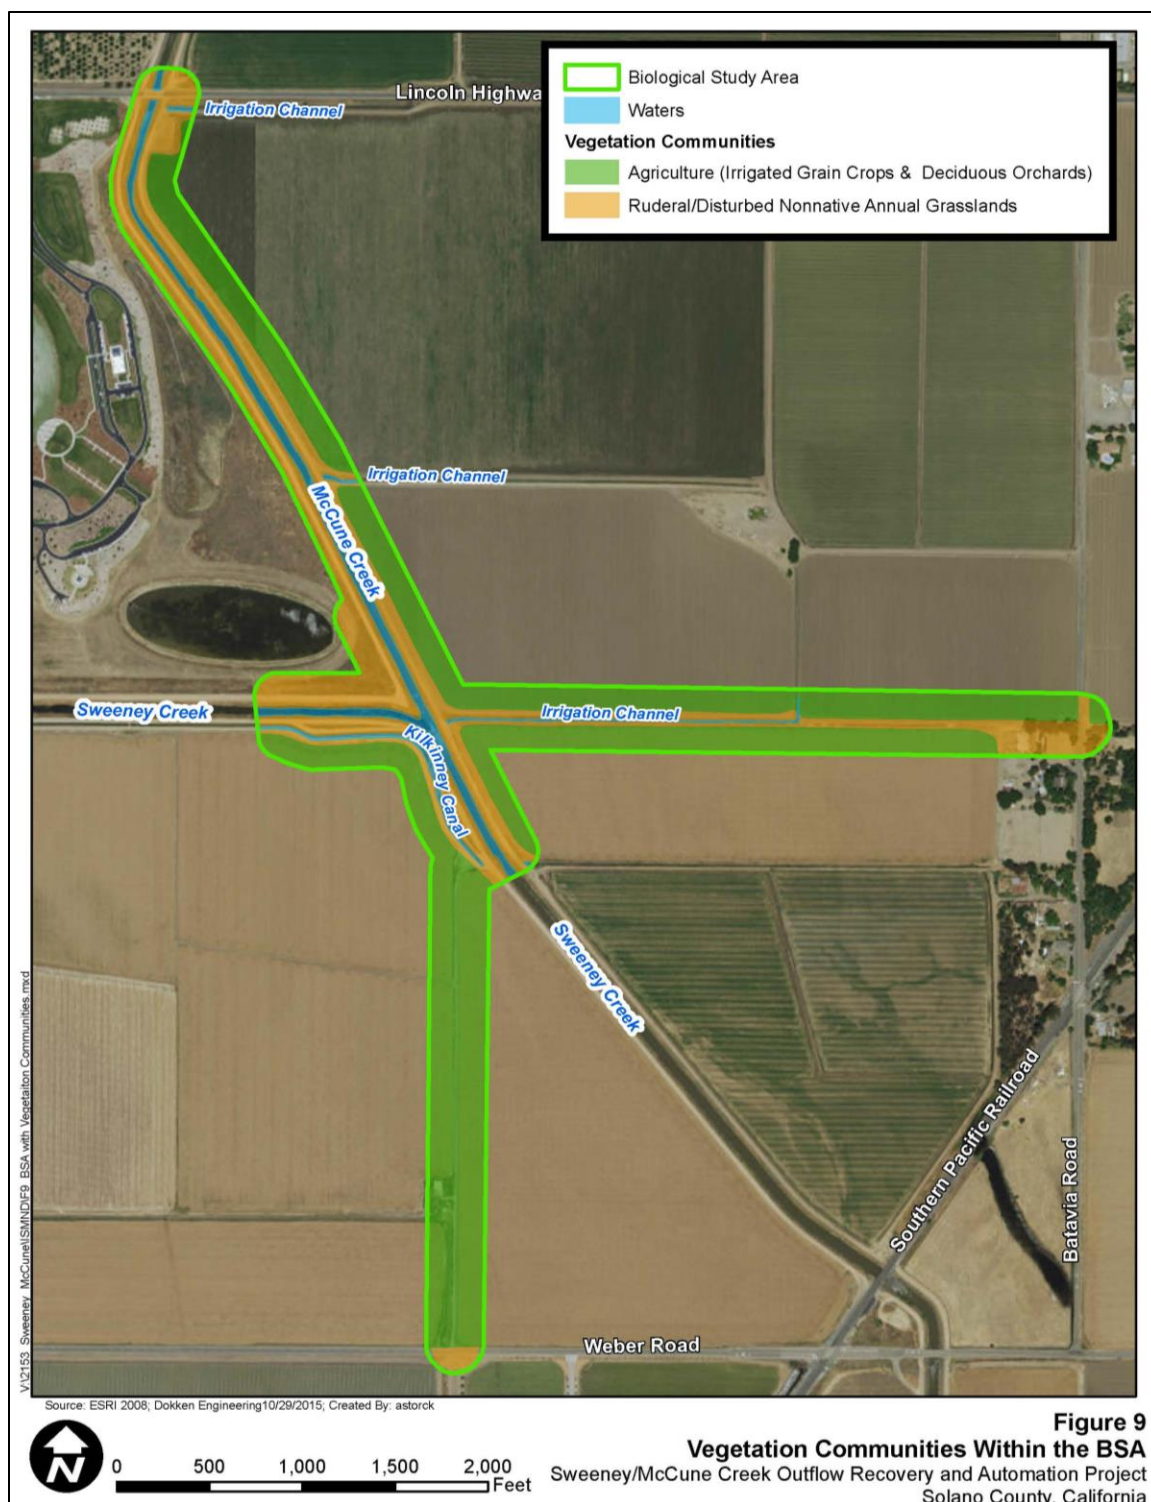 Lincoln Highwa
Biological Study Area
Waters
Vegetation Communities
Agriculture (Irrigated Grain Crops & Deciduous Orchards)
Ruderal/Disturbed Nonnative Annual Grasslands
Irrigation Channel
Irrigation Channel
McCune Creek
Sweeney Creek
Irrigation Channel
Kilkinney Canal
Sweeney Creek
Southern Pacific Railroad
Batavia Road
Weber Road
V:\2153_Sweeney_McCune\ISMND\F9_BSA with Vegetaiton Communities.mxd
Source: ESRI 2008; Dokken Engineering10/29/2015; Created By: astorck
N
0 500 1,000 1,500 2,000
Feet
Figure 9
Vegetation Communities Within the BSA
Sweeney/McCune Creek Outflow Recovery and Automation Project
Solano County, California